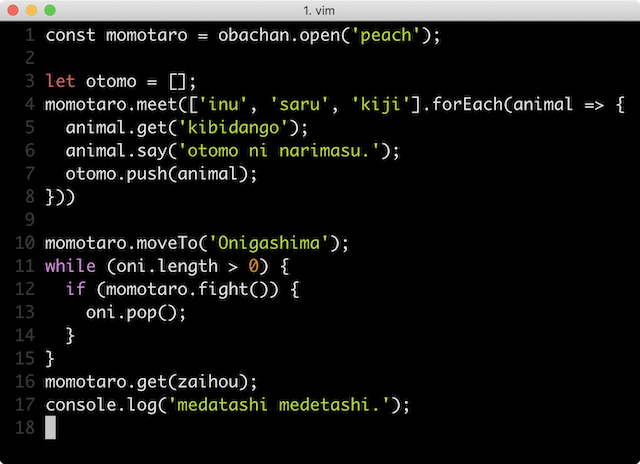 1. vim
1 const momotaro = obachan.open('peach');
2
3 let otomo = [];
4 momotaro.meet(['inu', 'saru', 'kiji'].forEach(animal => {
5   animal.get('kibidango');
6   animal.say('otomo ni narimasu.');
7   otomo.push(animal);
8 }))
9
10 momotaro.moveTo('Onigashima');
11 while (oni.length > 0) {
12   if (momotaro.fight()) {
13     oni.pop();
14   }
15 }
16 momotaro.get(zaihou);
17 console.log('medatashi medetashi.');
18